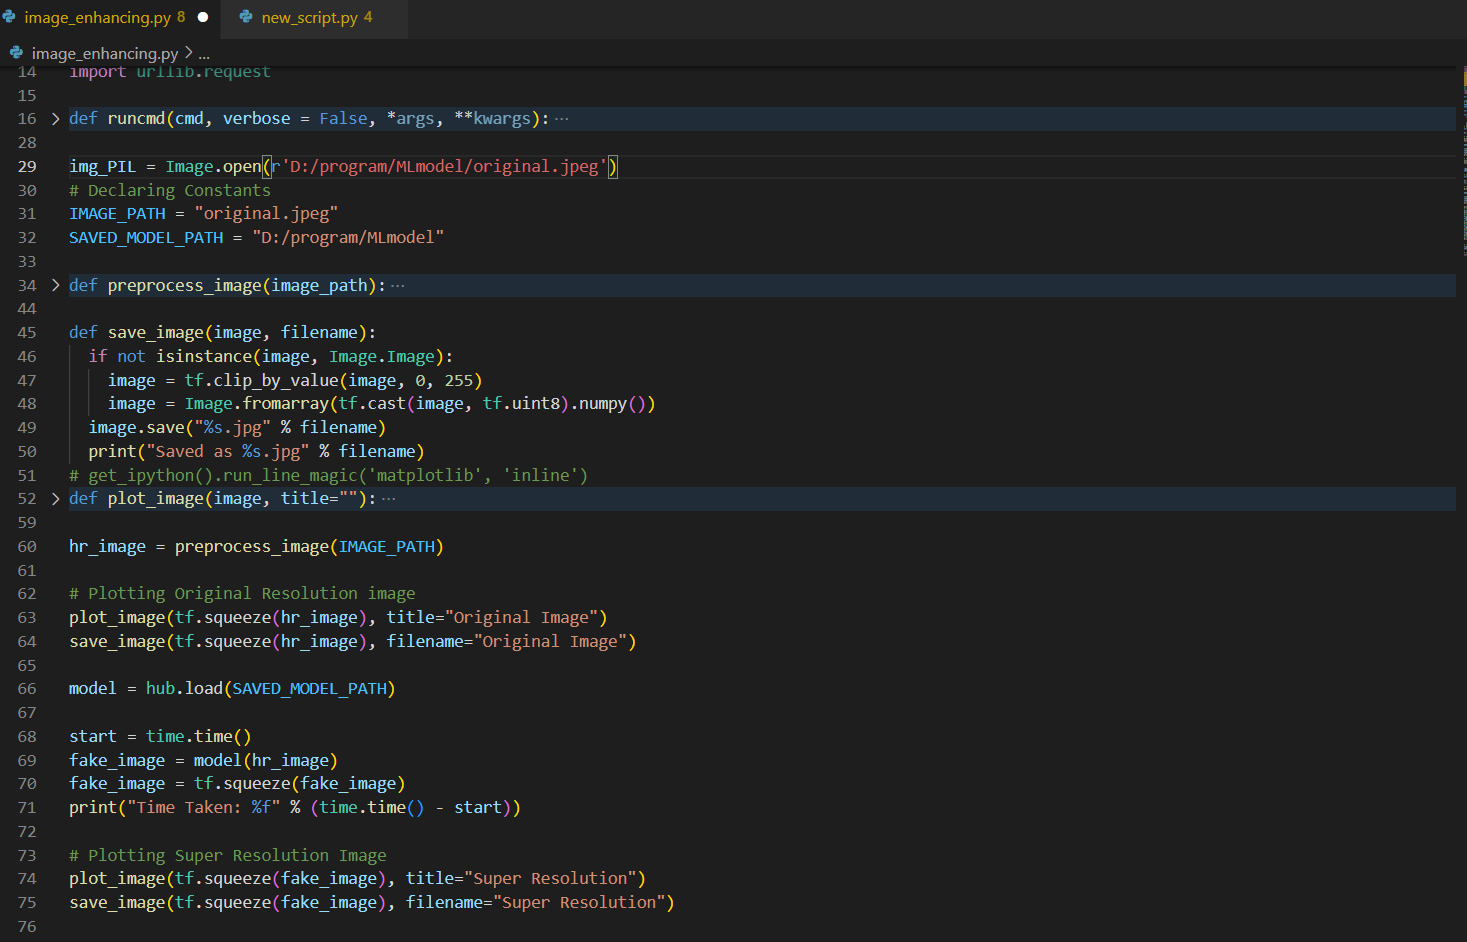 image_enhancing.py 8 ● new_script.py 4
image_enhancing.py > ...
14 import urllib.request
15
16 > def runcmd(cmd, verbose = False, *args, **kwargs): ···
28
29 img_PIL = Image.open(r'D:/program/MLmodel/original.jpeg')
30 # Declaring Constants
31 IMAGE_PATH = "original.jpeg"
32 SAVED_MODEL_PATH = "D:/program/MLmodel"
33
34 > def preprocess_image(image_path): ···
44
45 def save_image(image, filename):
46   if not isinstance(image, Image.Image):
47     image = tf.clip_by_value(image, 0, 255)
48     image = Image.fromarray(tf.cast(image, tf.uint8).numpy())
49   image.save("%s.jpg" % filename)
50   print("Saved as %s.jpg" % filename)
51 # get_ipython().run_line_magic('matplotlib', 'inline')
52 > def plot_image(image, title=""): ···
59
60 hr_image = preprocess_image(IMAGE_PATH)
61
62 # Plotting Original Resolution image
63 plot_image(tf.squeeze(hr_image), title="Original Image")
64 save_image(tf.squeeze(hr_image), filename="Original Image")
65
66 model = hub.load(SAVED_MODEL_PATH)
67
68 start = time.time()
69 fake_image = model(hr_image)
70 fake_image = tf.squeeze(fake_image)
71 print("Time Taken: %f" % (time.time() - start))
72
73 # Plotting Super Resolution Image
74 plot_image(tf.squeeze(fake_image), title="Super Resolution")
75 save_image(tf.squeeze(fake_image), filename="Super Resolution")
76